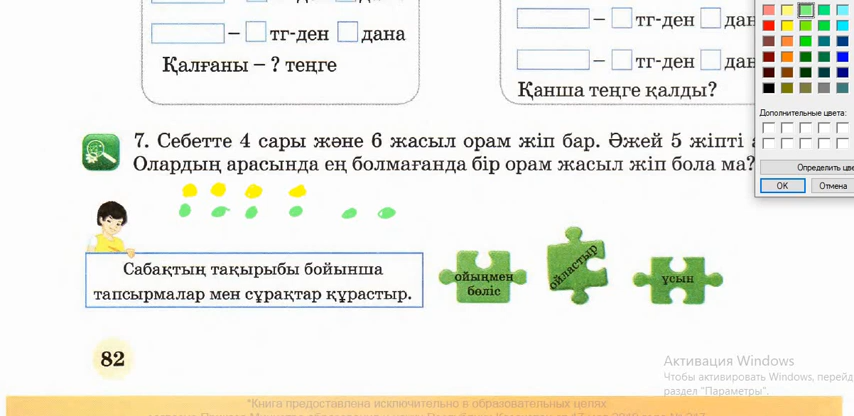 – тг-ден дана
Қалғаны – ? теңге
– тг-ден
– тг-ден
Қанша теңге қалды?
7. Себетте 4 сары және 6 жасыл орам жіп бар. Әжей 5 жіпті
Олардың арасында ең болмағанда бір орам жасыл жіп бола ма?
Сабақтың тақырыбы бойынша
тапсырмалар мен сұрақтар құрастыр.
ойыңмен
бөліс
ойластыр
ұсын
82
Дополнительные цвета:
Определить
OK
Отмена
Активация Windows
Чтобы активировать Windows, перейд
раздел "Параметры".
*Книга предоставлена исключительно в образовательных целях